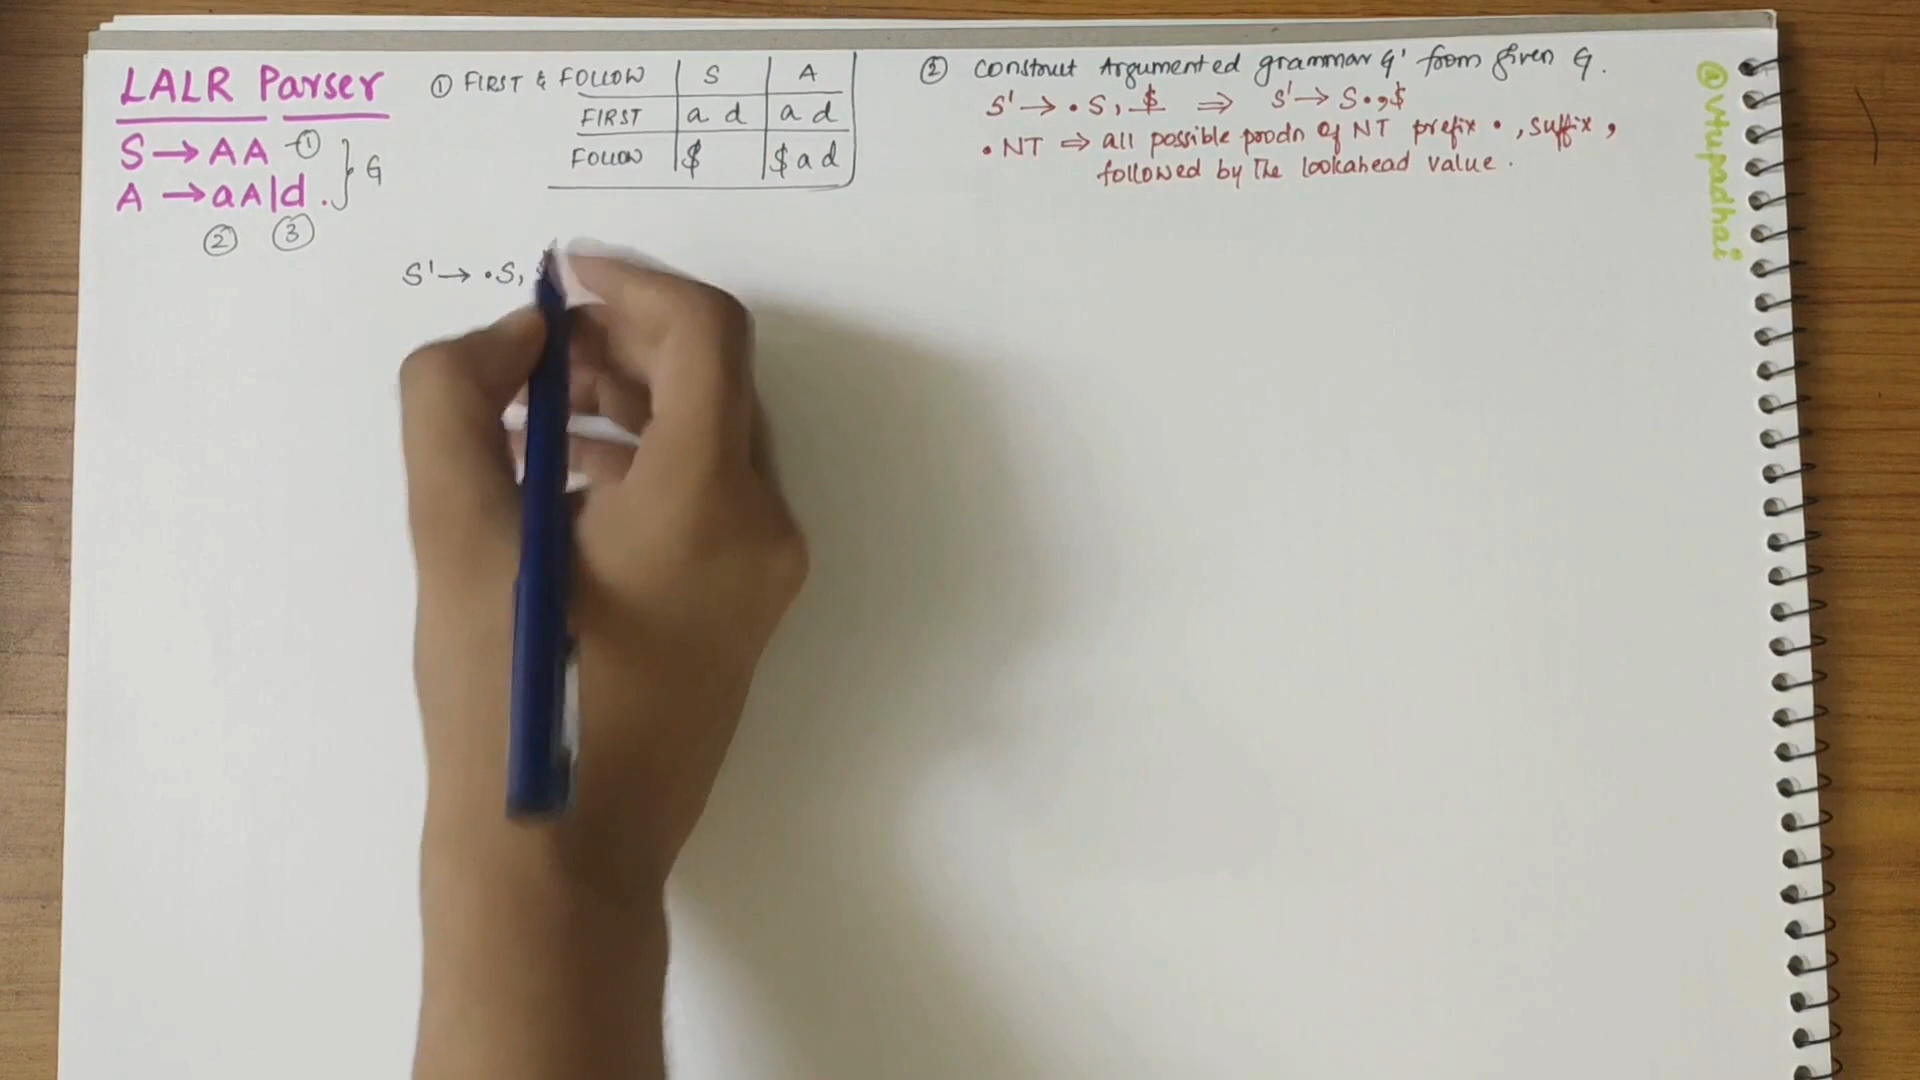 LALR Parser
S → AA ①
A → aA|d .
② ③
} G
① FIRST & FOLLOW | S | A
FIRST | a d | a d
FOLLOW | $ | $ a d
② Construct Argumented grammar G' from given G .
S' → • S , $ ⇒ S' → S • , $
• NT ⇒ all possible prodn of NT prefix • , suffix ,
followed by the lookahead value .
S' → • S ,
@Vtupadhai